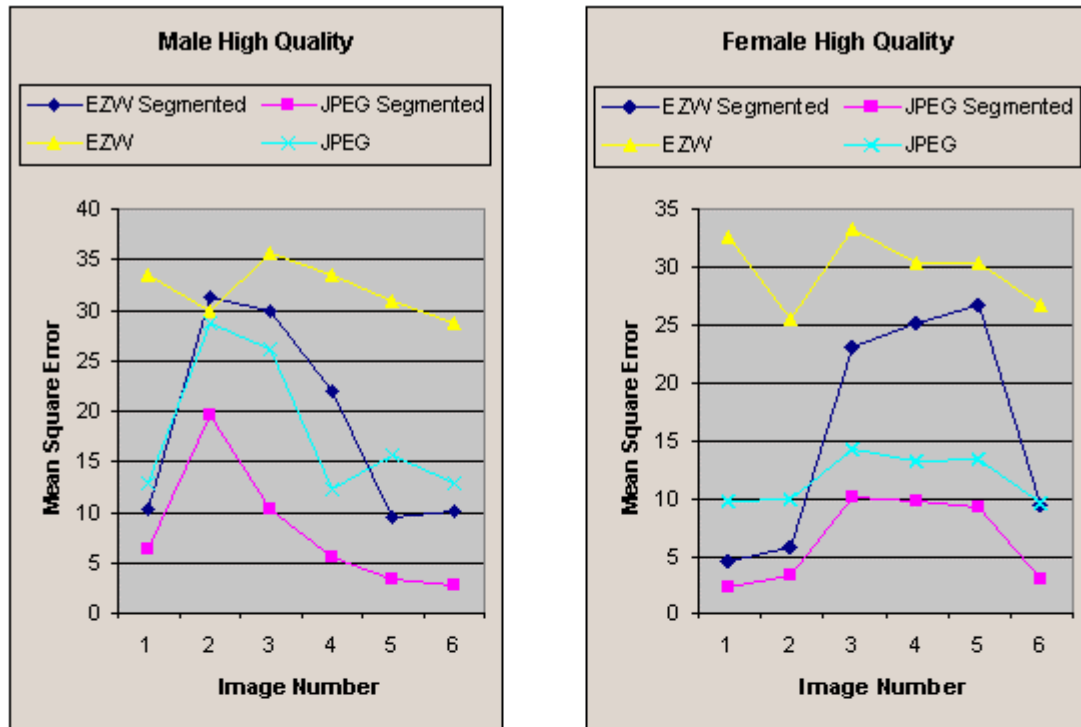 Male High Quality
EZW Segmented JPEG Segmented
EZW JPEG
40
35
30
25
20
15
10
5
0
Mean Square Error
1 2 3 4 5 6
Image Number
Female High Quality
EZW Segmented JPEG Segmented
EZW JPEG
35
30
25
20
15
10
5
0
Mean Square Error
1 2 3 4 5 6
Image Number